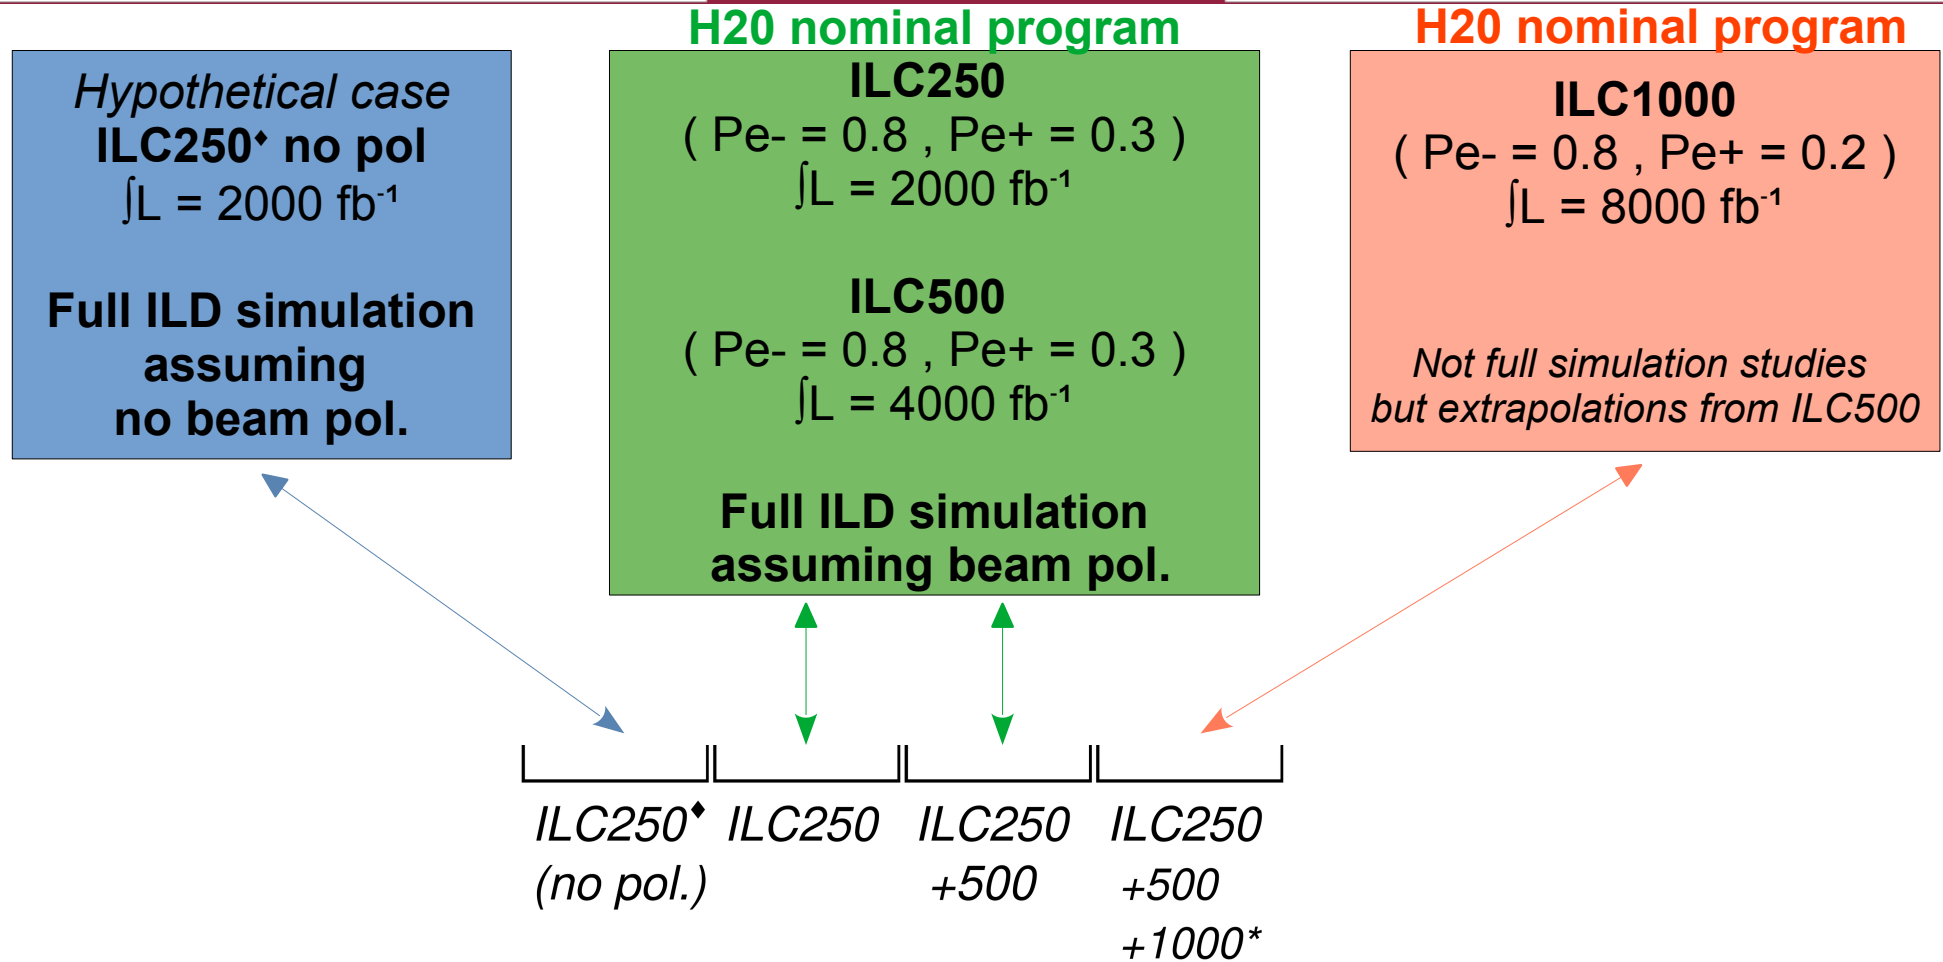 H20 nominal program
H20 nominal program
Hypothetical case
ILC250♦ no pol
∫L = 2000 fb⁻¹
Full ILD simulation
assuming
no beam pol.
ILC250
( Pe- = 0.8 , Pe+ = 0.3 )
∫L = 2000 fb⁻¹
ILC500
( Pe- = 0.8 , Pe+ = 0.3 )
∫L = 4000 fb⁻¹
Full ILD simulation
assuming beam pol.
ILC1000
( Pe- = 0.8 , Pe+ = 0.2 )
∫L = 8000 fb⁻¹
Not full simulation studies
but extrapolations from ILC500
ILC250♦
(no pol.)
ILC250
ILC250
+500
ILC250
+500
+1000*